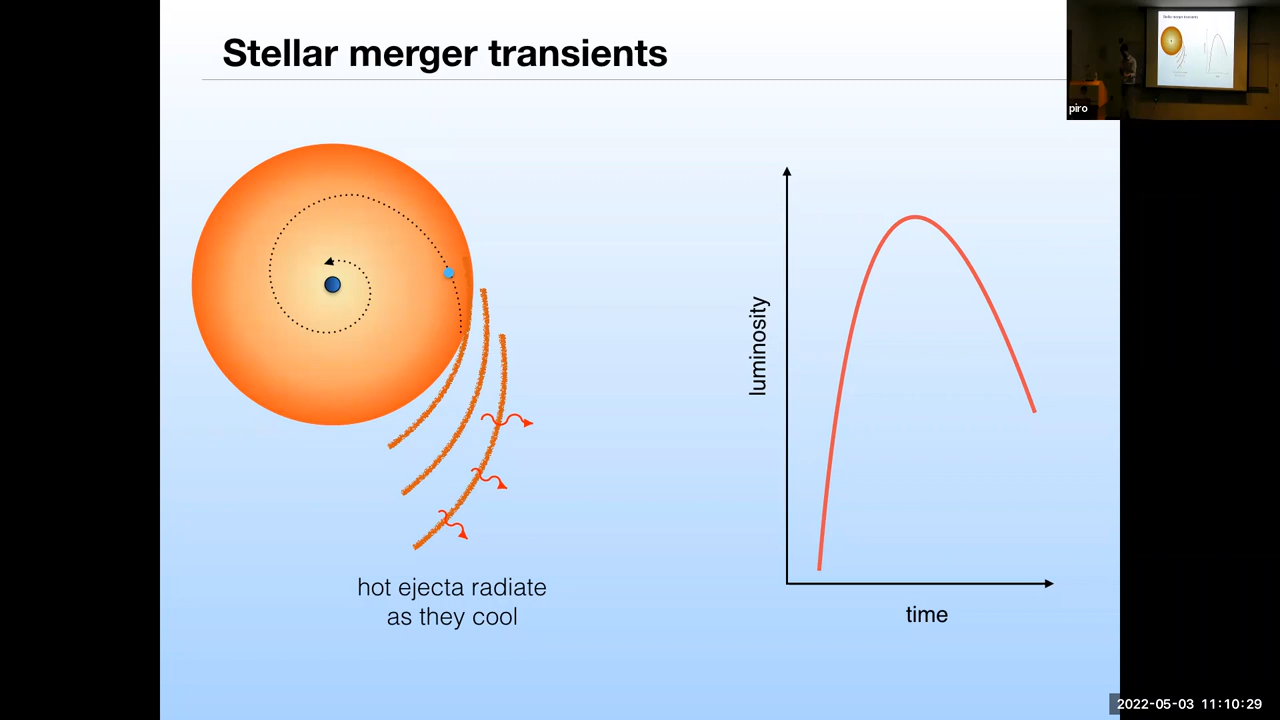 Stellar merger transients
piro
luminosity
hot ejecta radiate
as they cool
time
2022-05-03 11:10:29